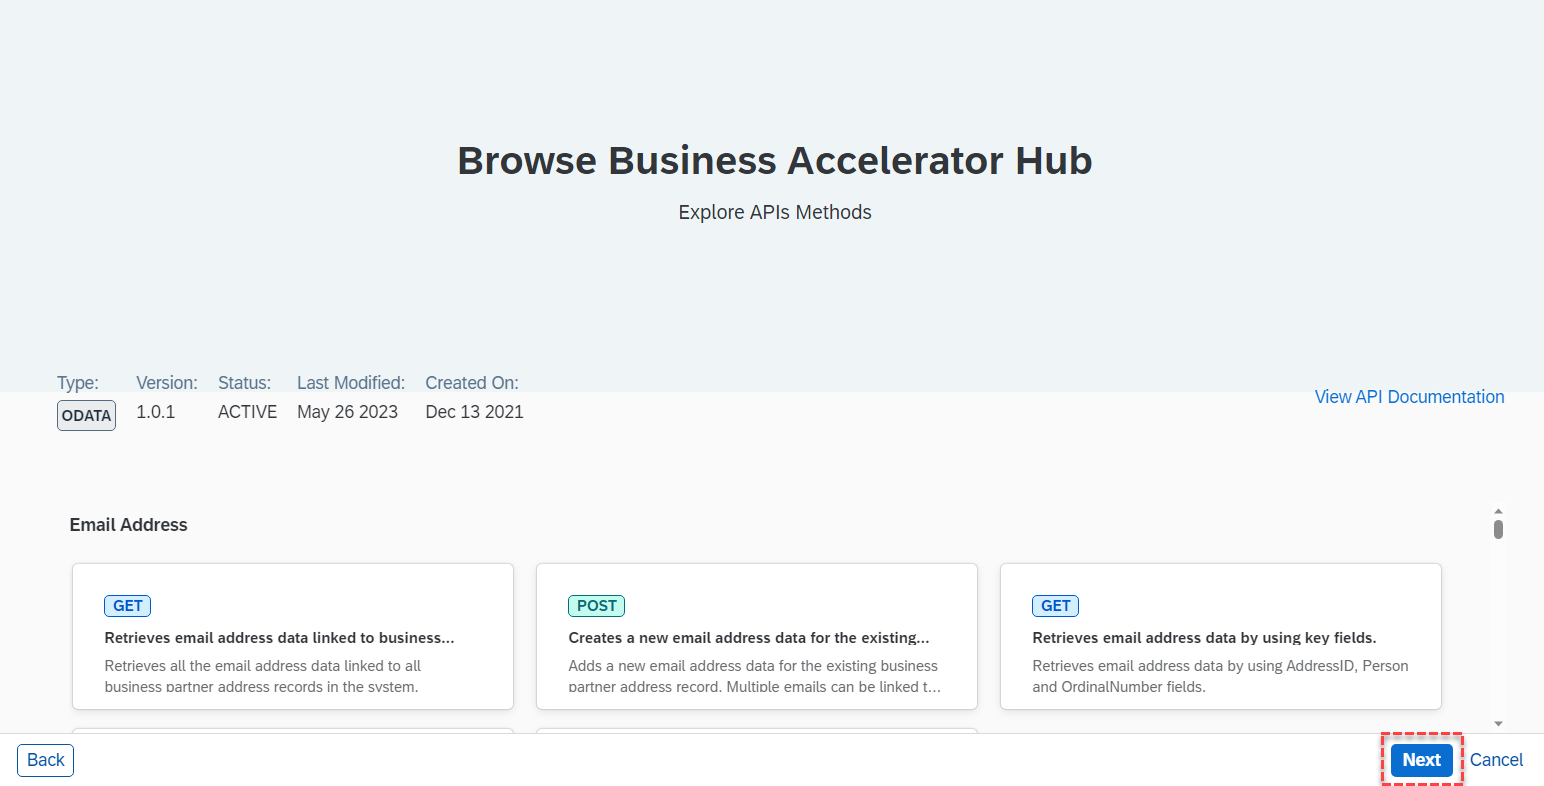 Browse Business Accelerator Hub
Explore APIs Methods
Type: Version: Status: Last Modified: Created On:
ODATA 1.0.1 ACTIVE May 26 2023 Dec 13 2021
View API Documentation
Email Address
GET
Retrieves email address data linked to business...
Retrieves all the email address data linked to all
business partner address records in the system.
POST
Creates a new email address data for the existing...
Adds a new email address data for the existing business
partner address record. Multiple emails can be linked t...
GET
Retrieves email address data by using key fields.
Retrieves email address data by using AddressID, Person
and OrdinalNumber fields.
Back
Next
Cancel